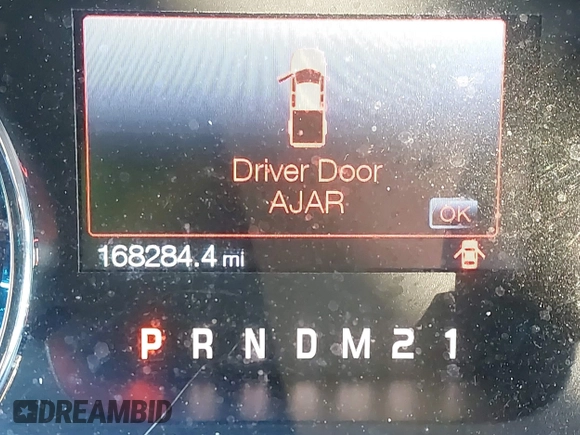 Driver Door
AJAR
OK
168284.4 mi
P R N D M 2 1
DREAMBID